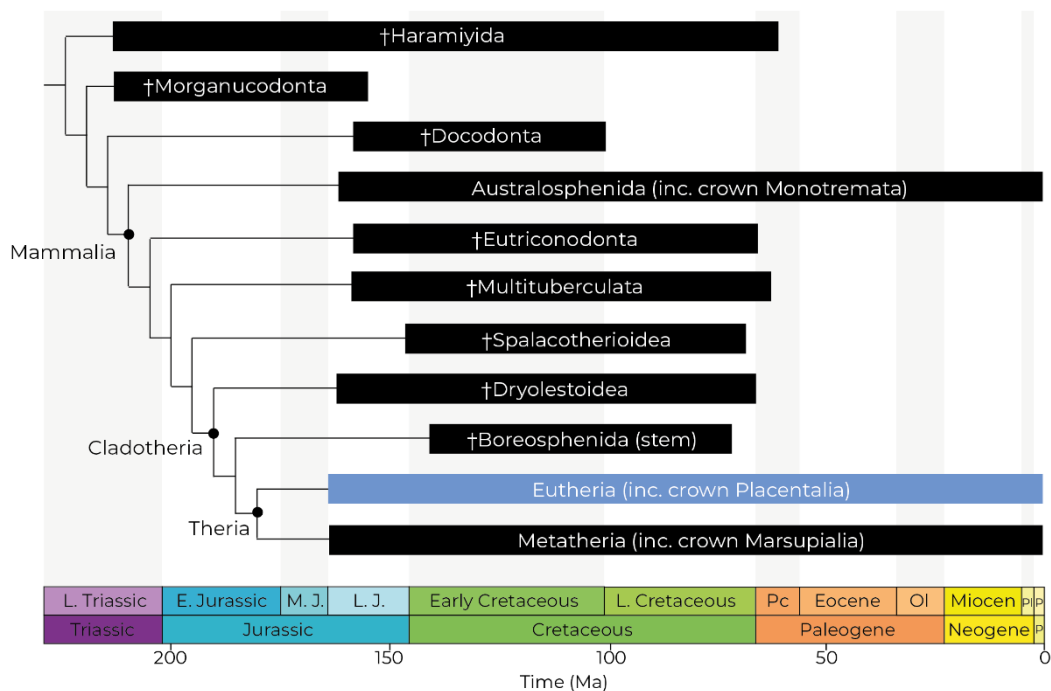 †Haramiyida
†Morganucodonta
†Docodonta
Australosphenida (inc. crown Monotremata)
Mammalia
†Eutriconodonta
†Multituberculata
†Spalacotherioidea
†Dryolestoidea
Cladotheria
†Boreosphenida (stem)
Eutheria (inc. crown Placentalia)
Theria
Metatheria (inc. crown Marsupialia)
L. Triassic E. Jurassic M. J. L. J. Early Cretaceous L. Cretaceous Pc Eocene Ol Miocen Pl P
Triassic Jurassic Cretaceous Paleogene Neogene P
200 150 100 50 0
Time (Ma)